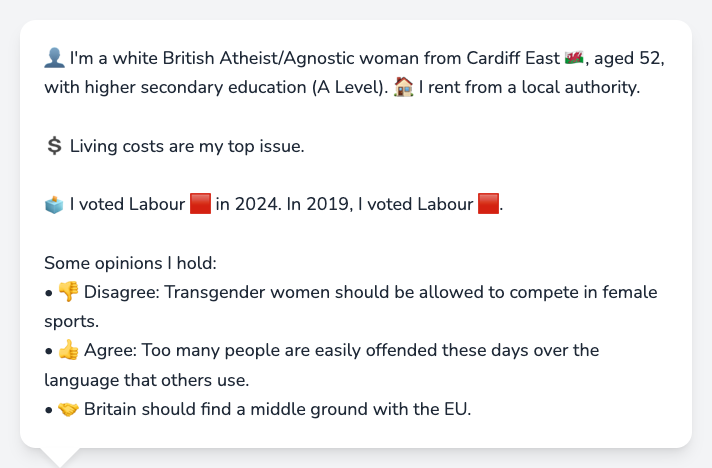 👤 I'm a white British Atheist/Agnostic woman from Cardiff East 🏴󠁧󠁢󠁷󠁬󠁳󠁿, aged 52,
with higher secondary education (A Level). 🏠 I rent from a local authority.
💲 Living costs are my top issue.
🗳️ I voted Labour 🟥 in 2024. In 2019, I voted Labour 🟥.
Some opinions I hold:
• 👎 Disagree: Transgender women should be allowed to compete in female
sports.
• 👍 Agree: Too many people are easily offended these days over the
language that others use.
• 🤝 Britain should find a middle ground with the EU.